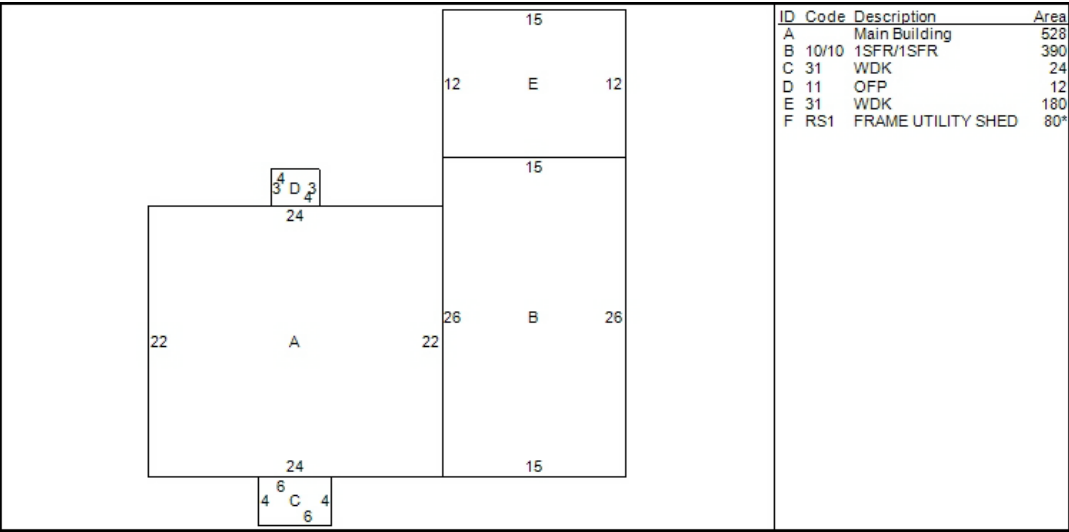 15
12 E 12
15
4
3 D 3
4
24
26 B 26
22 A 22
24 15
6
4 C 4
6
ID Code Description Area
A Main Building 528
B 10/10 1SFR/1SFR 390
C 31 WDK 24
D 11 OFP 12
E 31 WDK 180
F RS1 FRAME UTILITY SHED 80*